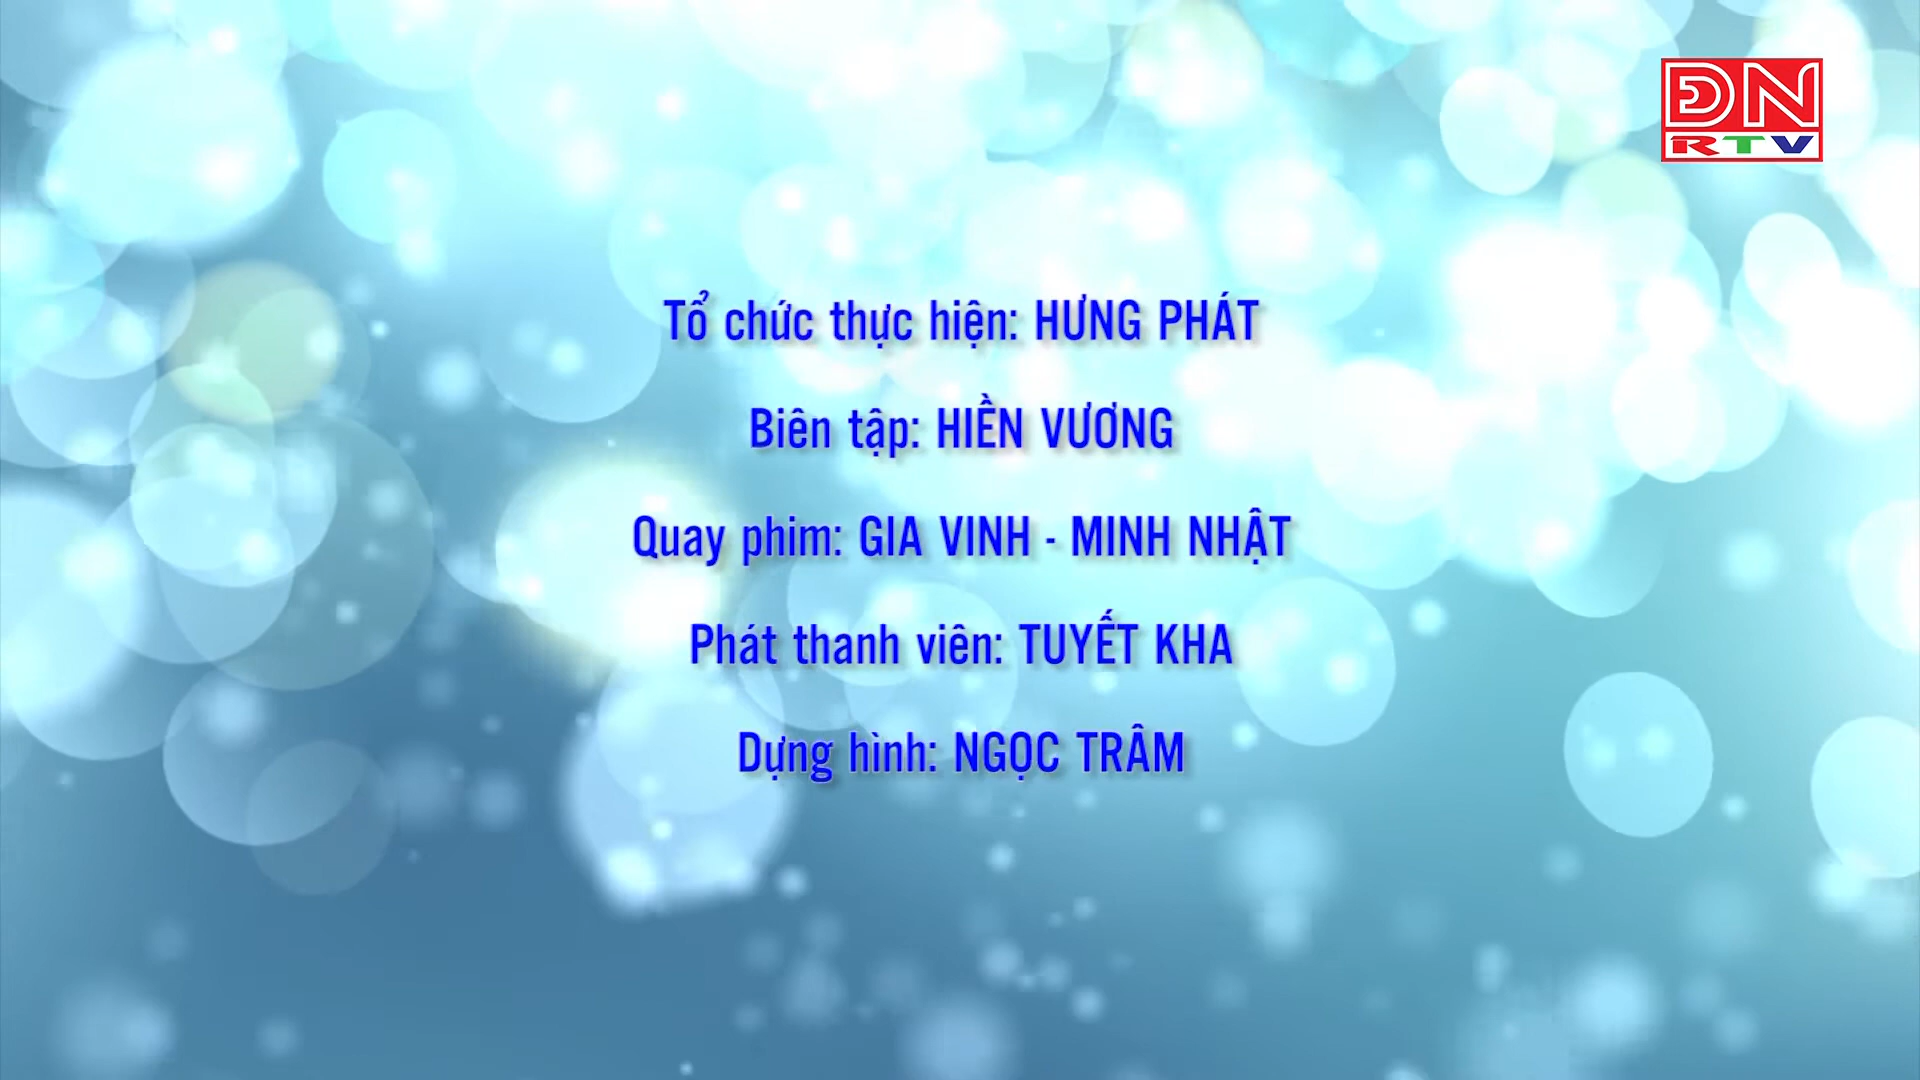 ĐN
RTV
Tổ chức thực hiện: HƯNG PHÁT
Biên tập: HIỀN VƯƠNG
Quay phim: GIA VINH - MINH NHẬT
Phát thanh viên: TUYẾT KHA
Dựng hình: NGỌC TRÂM